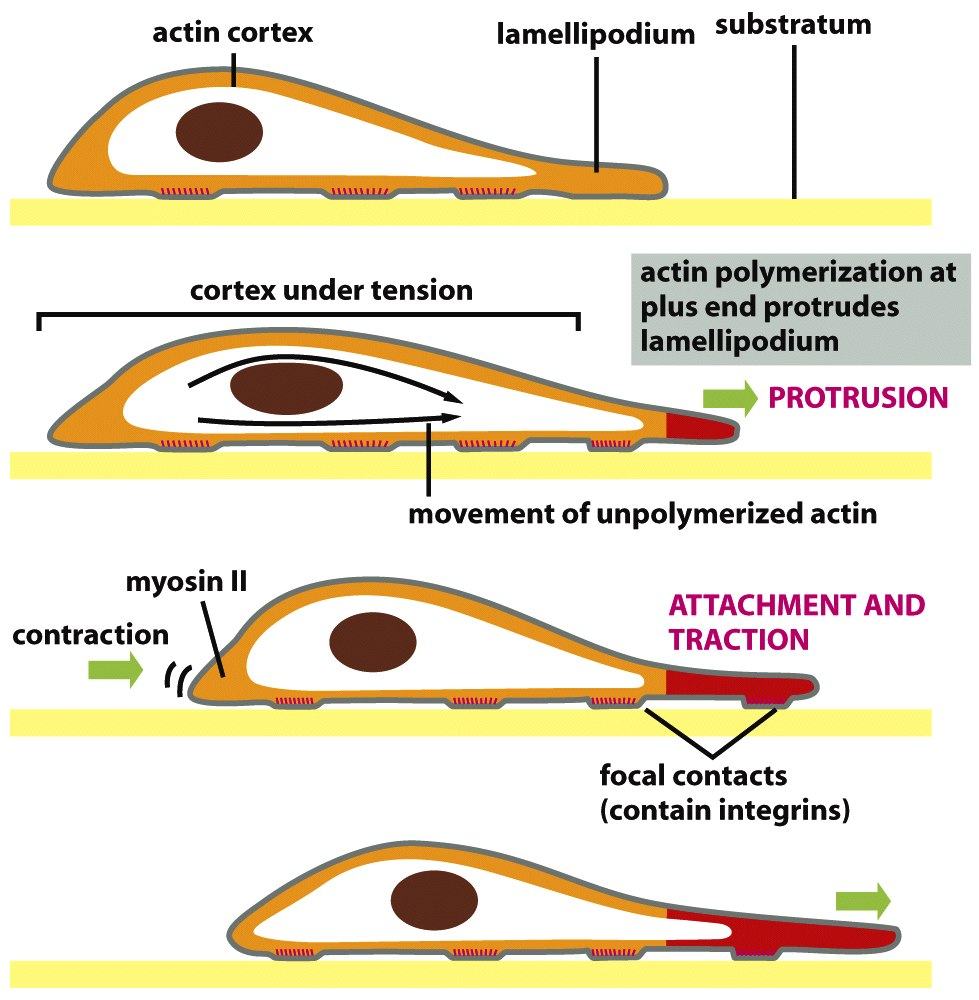 actin cortex
lamellipodium
substratum
cortex under tension
actin polymerization at
plus end protrudes
lamellipodium
PROTRUSION
movement of unpolymerized actin
myosin II
contraction
ATTACHMENT AND
TRACTION
focal contacts
(contain integrins)